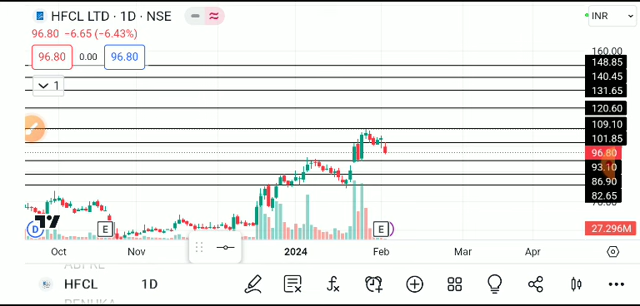 HFCL LTD · 1D · NSE
INR
96.80 −6.65 (−6.43%)
96.80 0.00 96.80
1
160.00
148.85
140.45
131.65
120.60
109.10
101.85
96.80
93.10
86.90
82.65
27.296M
D
E
E
Oct Nov 2024 Feb Mar Apr
HFCL 1D